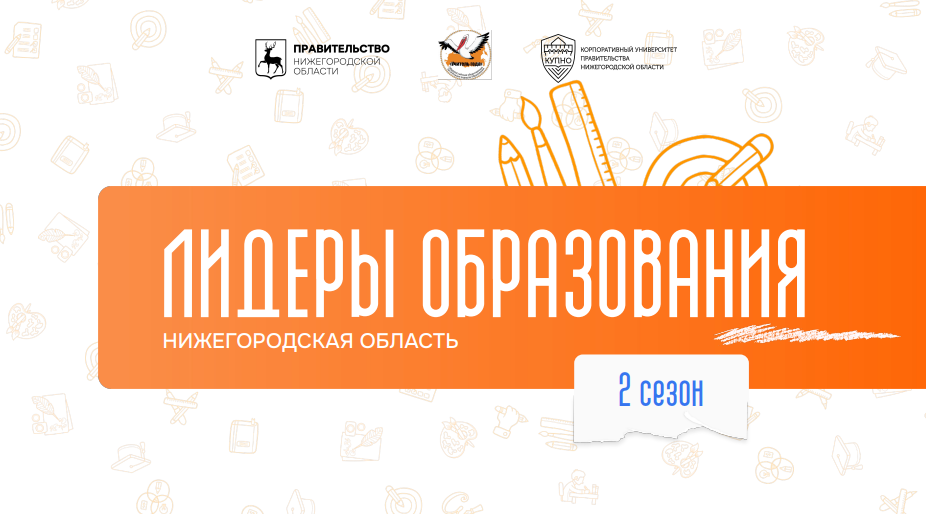 ПРАВИТЕЛЬСТВО
НИЖЕГОРОДСКОЙ
ОБЛАСТИ
КУПНО
КОРПОРАТИВНЫЙ УНИВЕРСИТЕТ
ПРАВИТЕЛЬСТВА
НИЖЕГОРОДСКОЙ ОБЛАСТИ
ЛИДЕРЫ ОБРАЗОВАНИЯ
НИЖЕГОРОДСКАЯ ОБЛАСТЬ
2 сезон